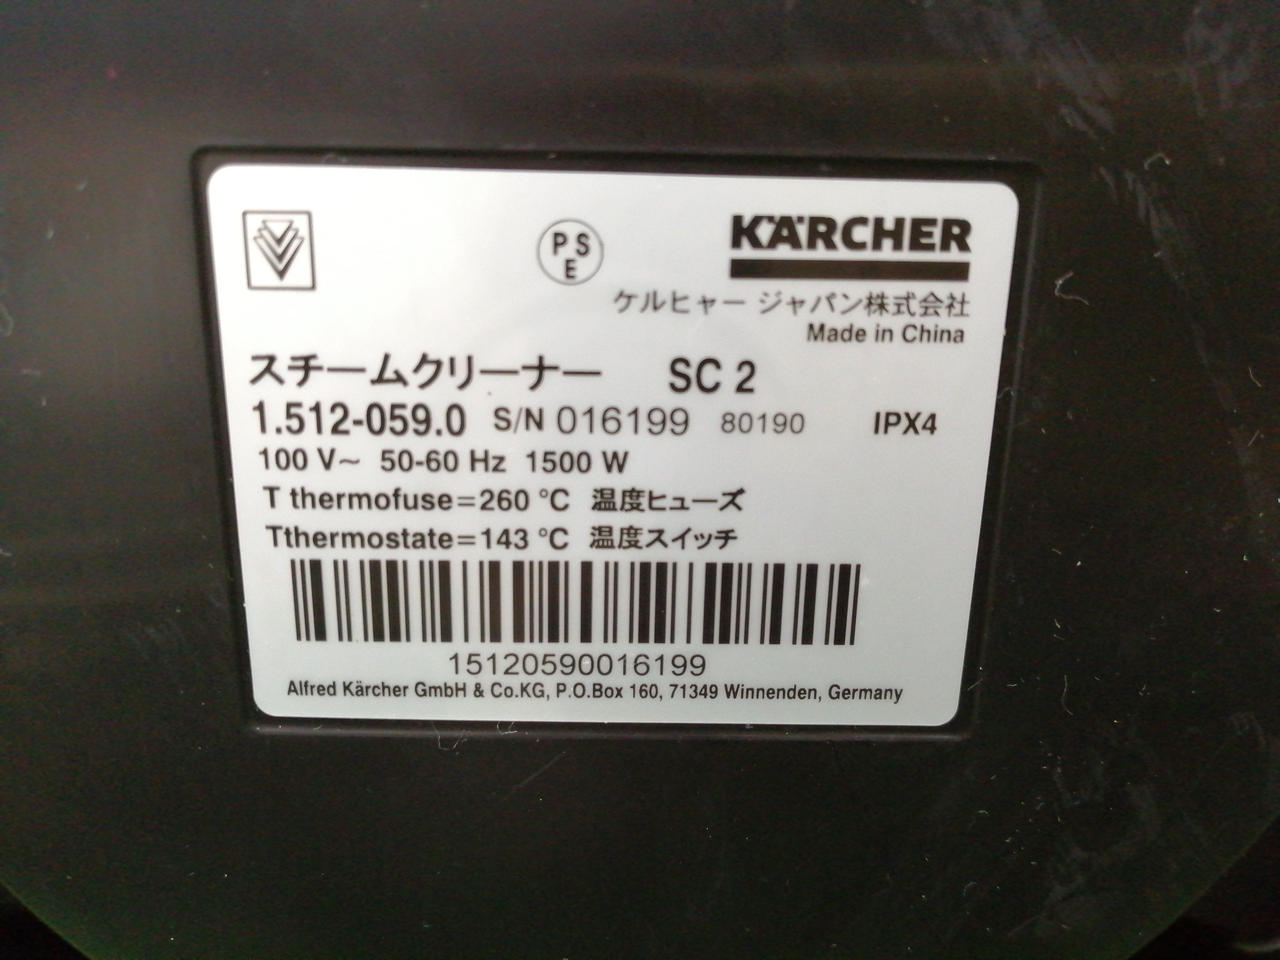 PSE
KÄRCHER
ケルヒャー ジャパン株式会社
Made in China
スチームクリーナー SC 2
1.512-059.0 S/N 016199 80190 IPX4
100 V~ 50-60 Hz 1500 W
T thermofuse=260 °C 温度ヒューズ
Tthermostate=143 °C 温度スイッチ
15120590016199
Alfred Kärcher GmbH & Co.KG, P.O.Box 160, 71349 Winnenden, Germany